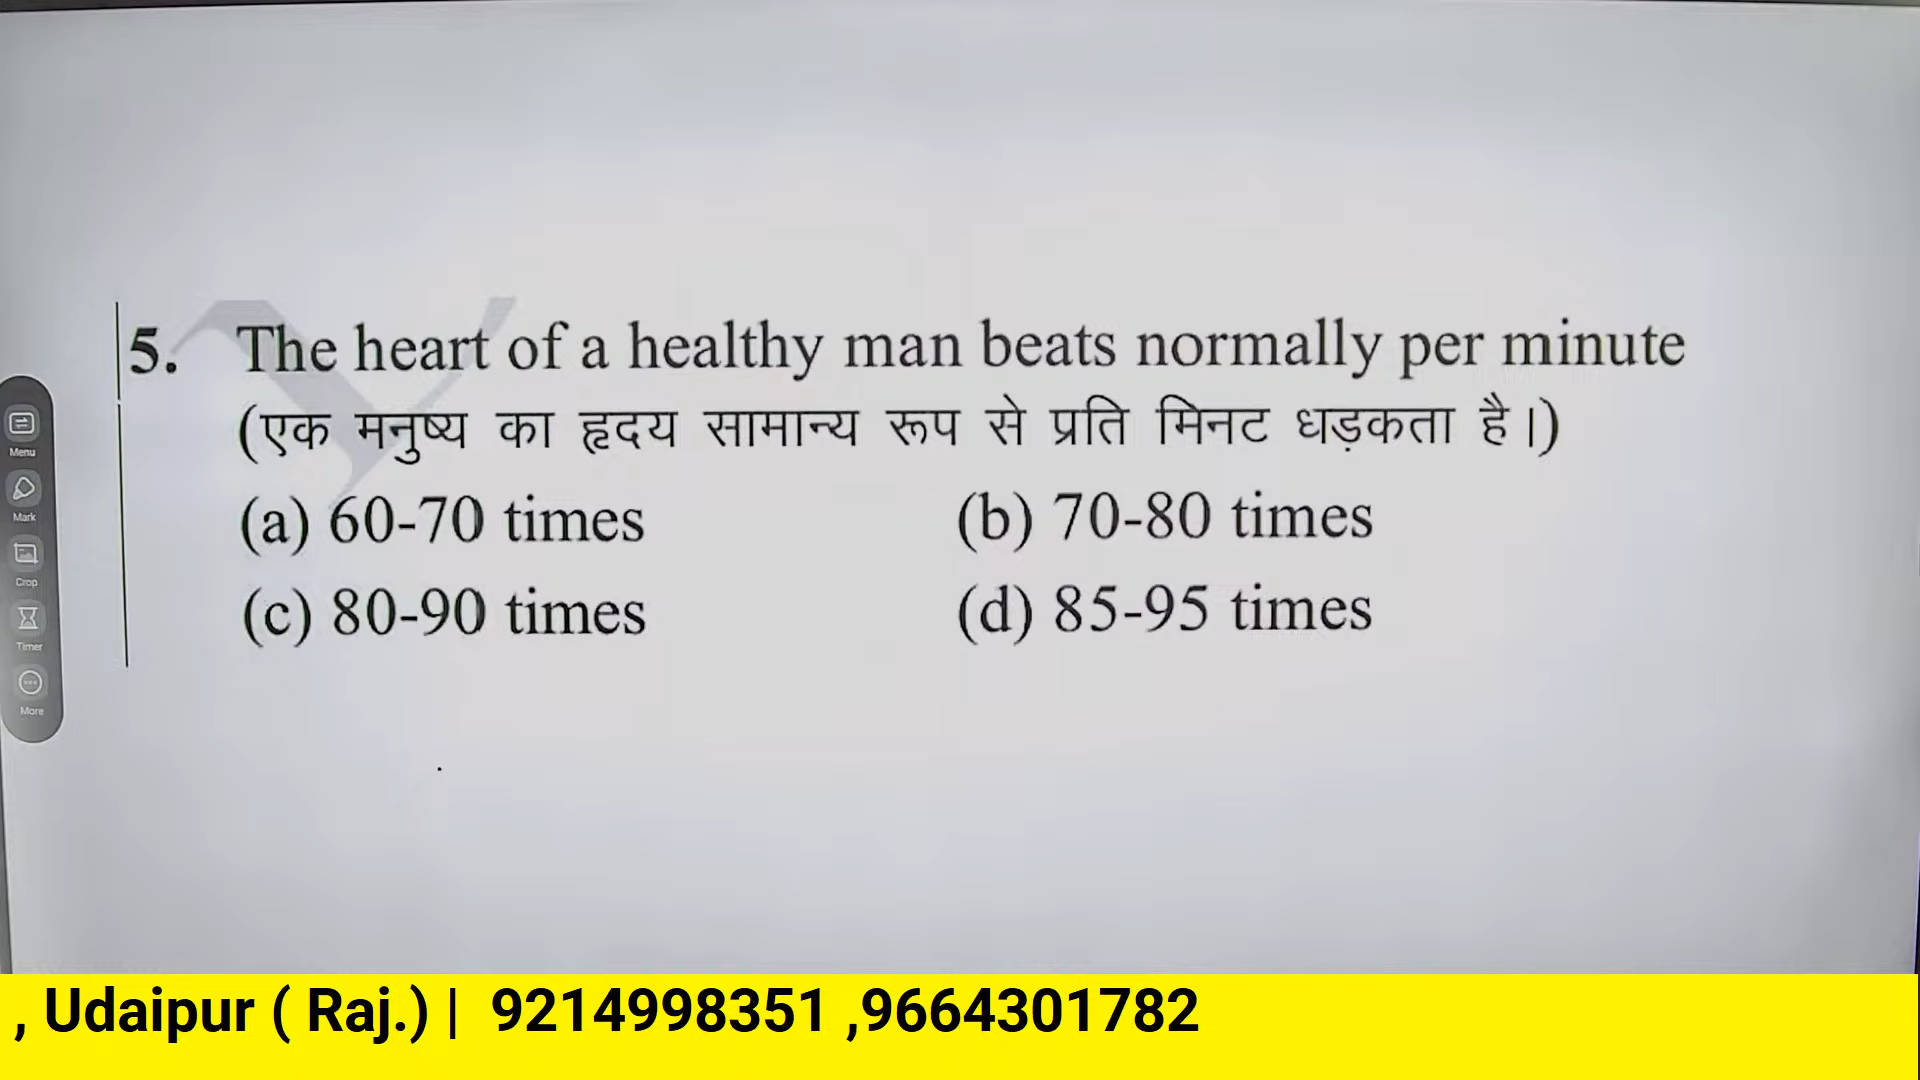 5. The heart of a healthy man beats normally per minute
(एक मनुष्य का हृदय सामान्य रूप से प्रति मिनट धड़कता है।)
(a) 60-70 times (b) 70-80 times
(c) 80-90 times (d) 85-95 times
Menu
Mark
Crop
Timer
More
, Udaipur ( Raj.) | 9214998351 ,9664301782